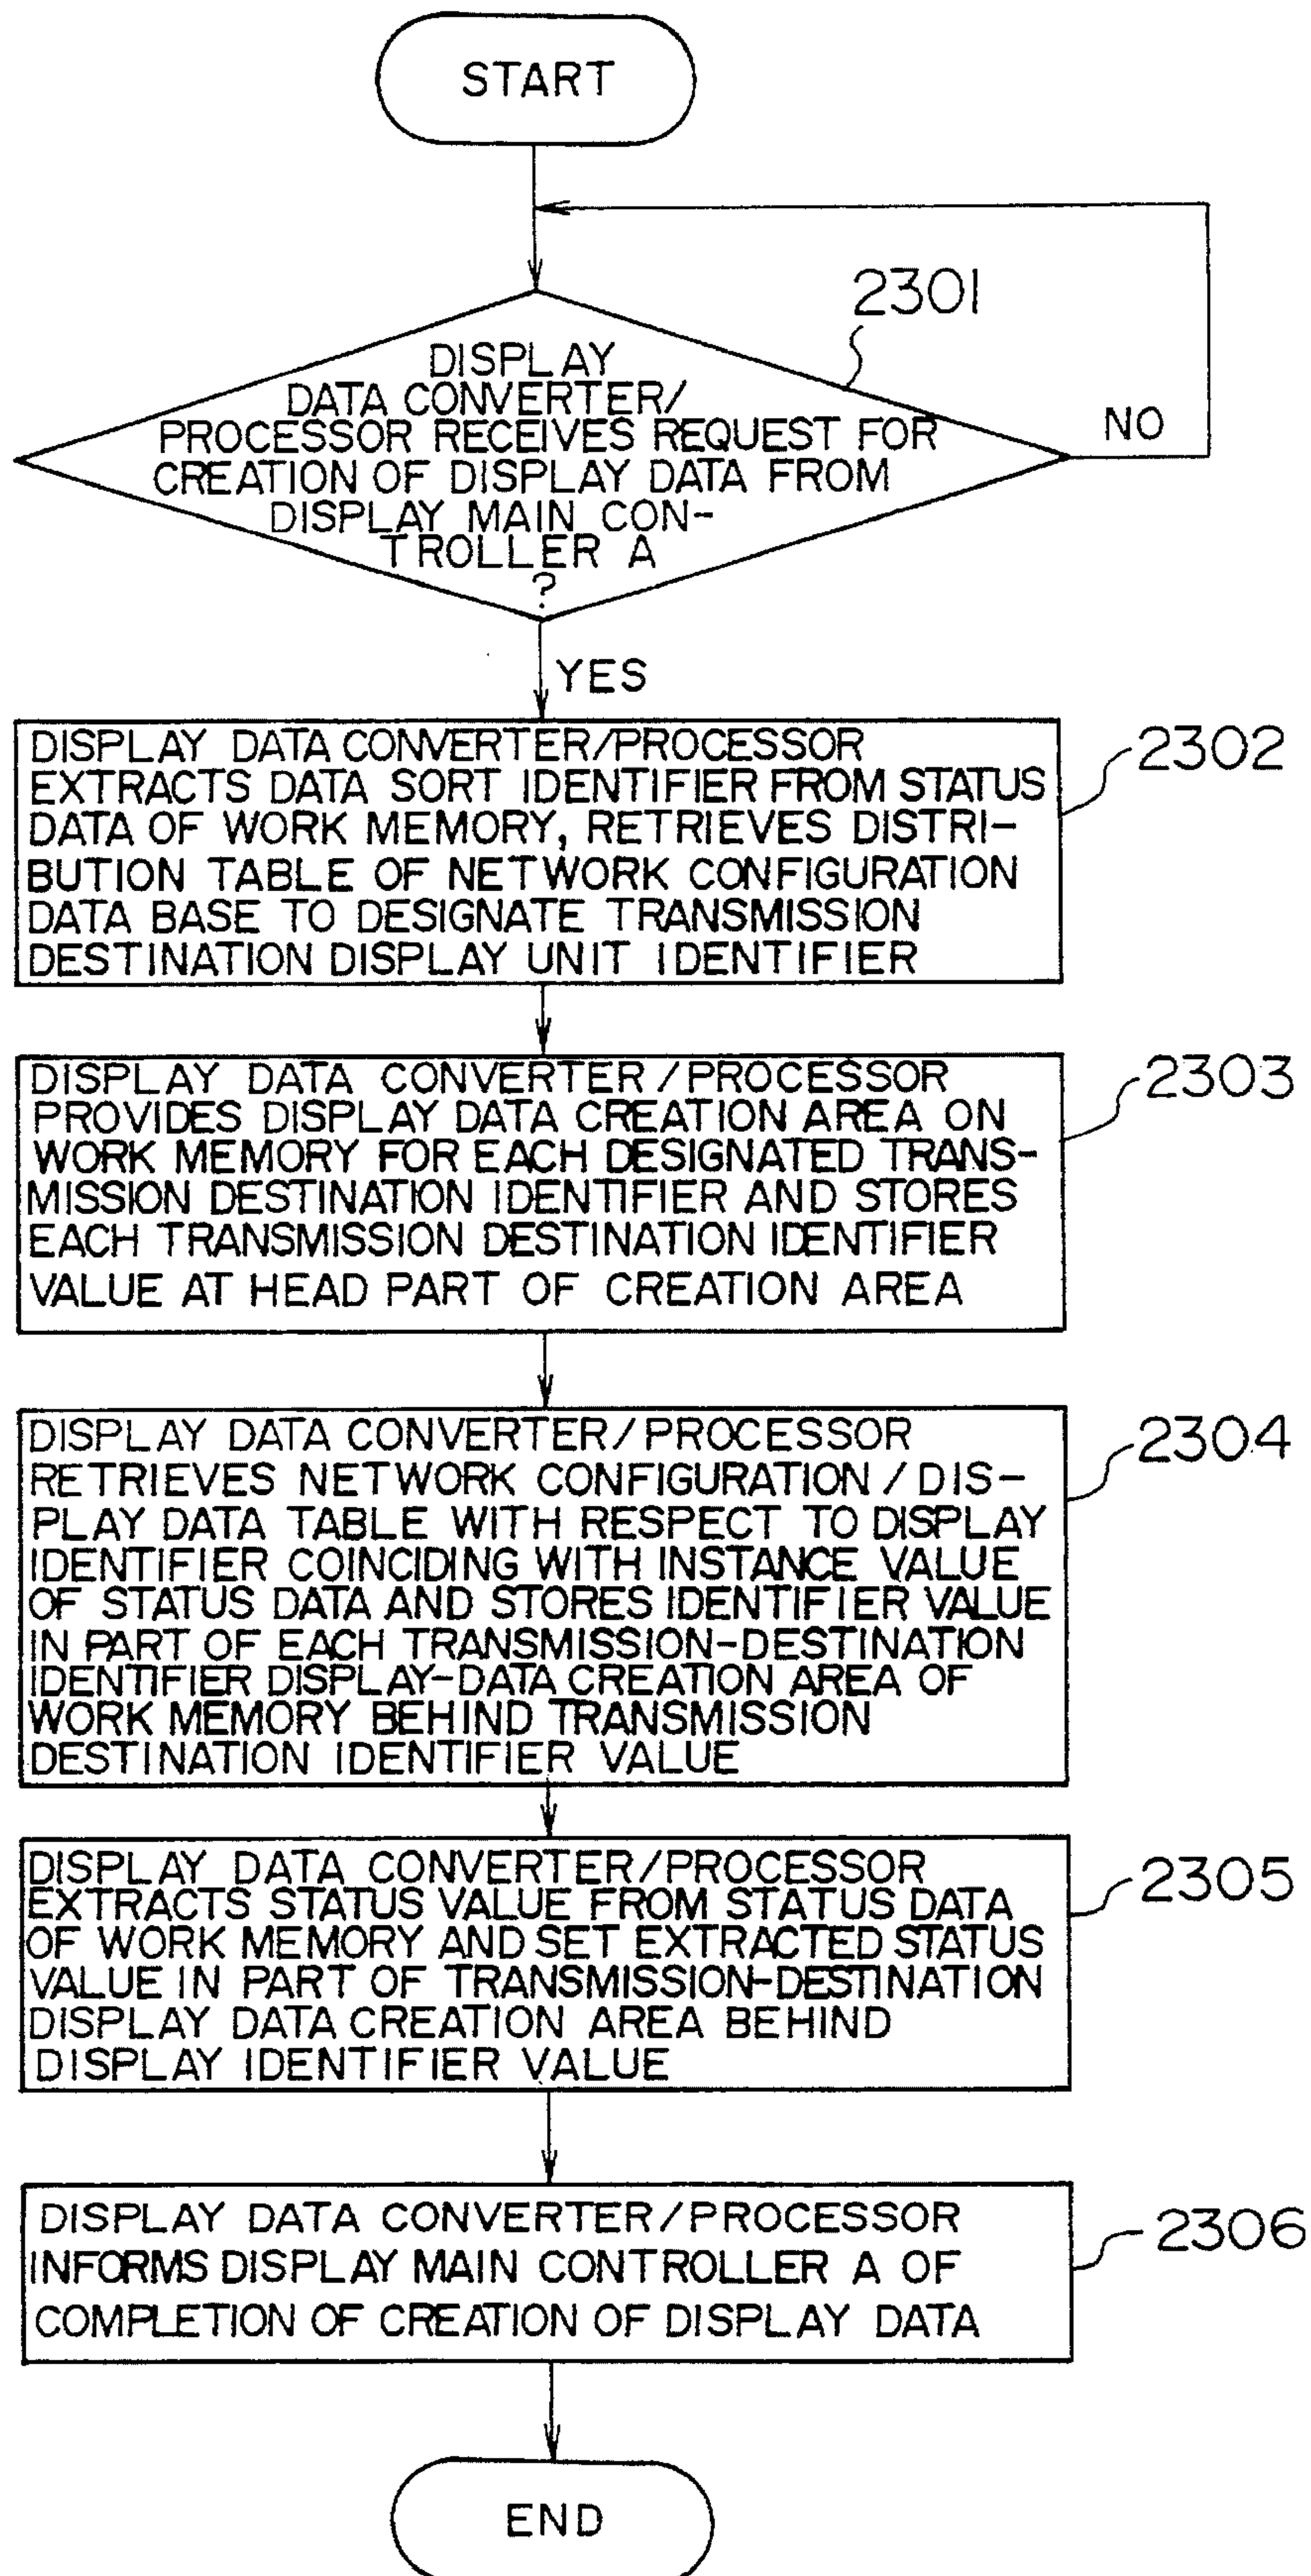 START
2301
DISPLAY
DATA CONVERTER/
PROCESSOR RECEIVES REQUEST FOR
CREATION OF DISPLAY DATA FROM
DISPLAY MAIN CON-
TROLLER A
?
NO
YES
2302
DISPLAY DATA CONVERTER/PROCESSOR
EXTRACTS DATA SORT IDENTIFIER FROM STATUS
DATA OF WORK MEMORY, RETRIEVES DISTRI-
BUTION TABLE OF NETWORK CONFIGURATION
DATA BASE TO DESIGNATE TRANSMISSION
DESTINATION DISPLAY UNIT IDENTIFIER
2303
DISPLAY DATA CONVERTER/PROCESSOR
PROVIDES DISPLAY DATA CREATION AREA ON
WORK MEMORY FOR EACH DESIGNATED TRANS-
MISSION DESTINATION IDENTIFIER AND STORES
EACH TRANSMISSION DESTINATION IDENTIFIER
VALUE AT HEAD PART OF CREATION AREA
2304
DISPLAY DATA CONVERTER/PROCESSOR
RETRIEVES NETWORK CONFIGURATION/DIS-
PLAY DATA TABLE WITH RESPECT TO DISPLAY
IDENTIFIER COINCIDING WITH INSTANCE VALUE
OF STATUS DATA AND STORES IDENTIFIER VALUE
IN PART OF EACH TRANSMISSION-DESTINATION
IDENTIFIER DISPLAY-DATA CREATION AREA OF
WORK MEMORY BEHIND TRANSMISSION
DESTINATION IDENTIFIER VALUE
2305
DISPLAY DATA CONVERTER/PROCESSOR
EXTRACTS STATUS VALUE FROM STATUS DATA
OF WORK MEMORY AND SET EXTRACTED STATUS
VALUE IN PART OF TRANSMISSION-DESTINATION
DISPLAY DATA CREATION AREA BEHIND
DISPLAY IDENTIFIER VALUE
2306
DISPLAY DATA CONVERTER/PROCESSOR
INFORMS DISPLAY MAIN CONTROLLER A OF
COMPLETION OF CREATION OF DISPLAY DATA
END